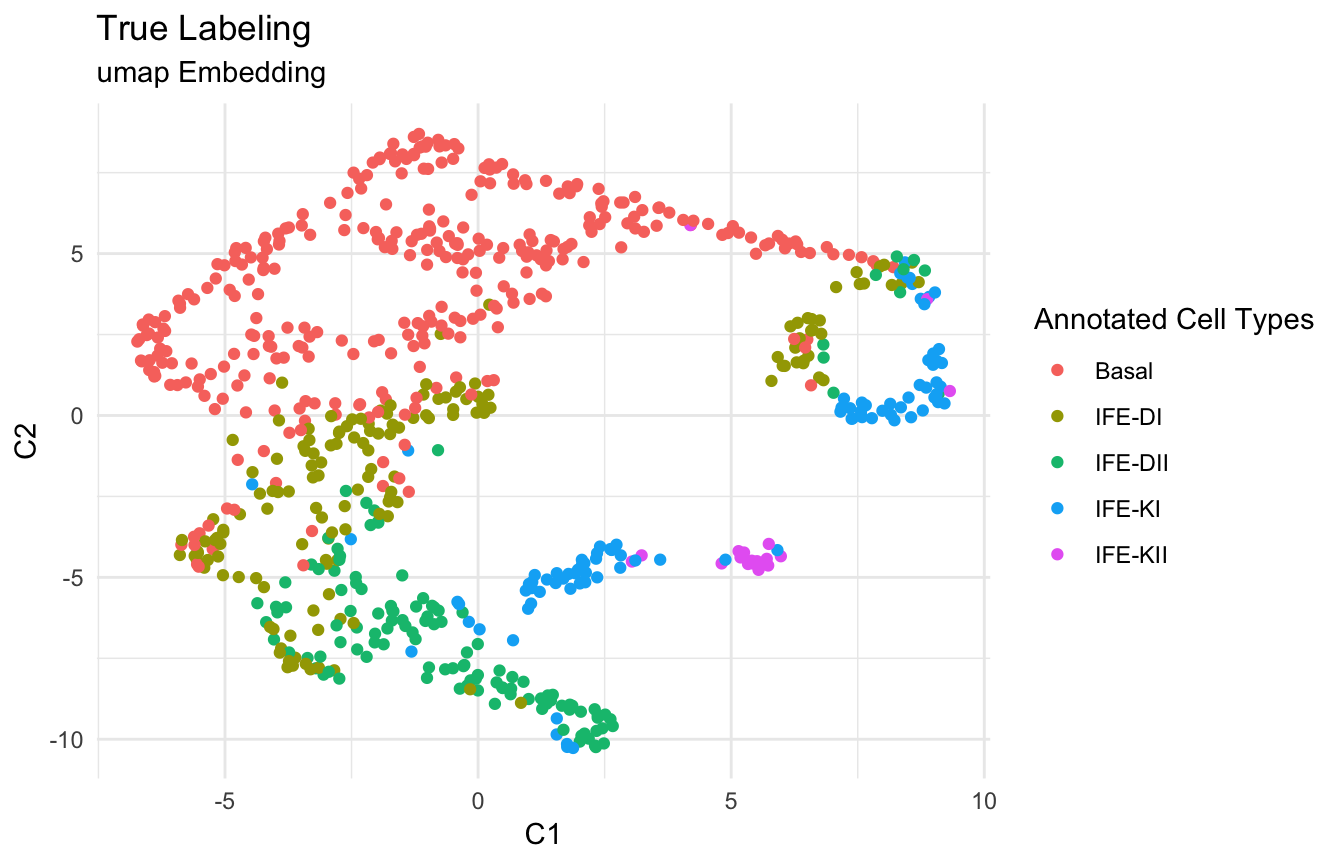 True Labeling
umap Embedding
C2
5
0
-5
-10
-5
0
5
10
C1
Annotated Cell Types
Basal
IFE-DI
IFE-DII
IFE-KI
IFE-KII